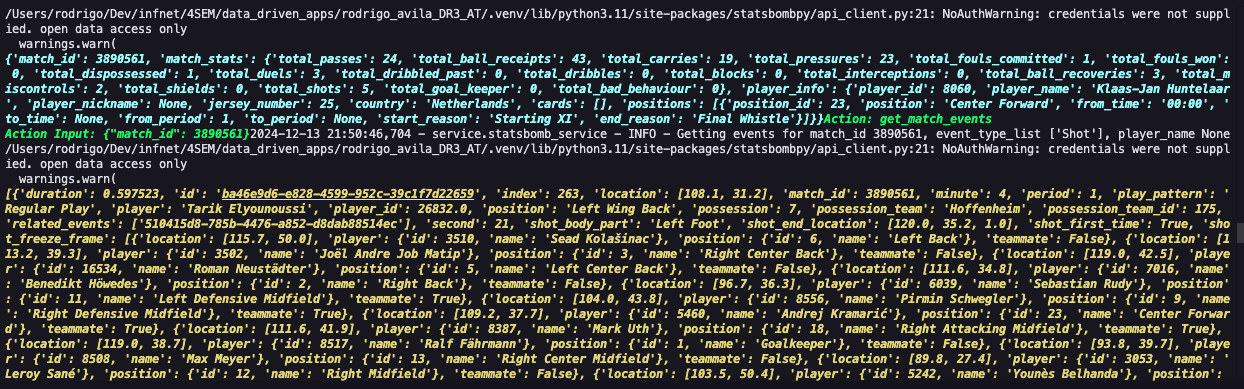 /Users/rodrigo/Dev/infnet/4SEM/data_driven_apps/rodrigo_avila_DR3_AT/.venv/lib/python3.11/site-packages/statsbombpy/api_client.py:21: NoAuthWarning: credentials were not suppl
ied. open data access only
  warnings.warn(
{'match_id': 3890561, 'match_stats': {'total_passes': 24, 'total_ball_receipts': 43, 'total_carries': 19, 'total_pressures': 23, 'total_fouls_committed': 1, 'total_fouls_won':
 0, 'total_dispossessed': 1, 'total_duels': 3, 'total_dribbled_past': 0, 'total_dribbles': 0, 'total_blocks': 0, 'total_interceptions': 0, 'total_ball_recoveries': 3, 'total_m
iscontrols': 2, 'total_shields': 0, 'total_shots': 5, 'total_goal_keeper': 0, 'total_bad_behaviour': 0}, 'player_info': {'player_id': 8060, 'player_name': 'Klaas-Jan Huntelaar
', 'player_nickname': None, 'jersey_number': 25, 'country': 'Netherlands', 'cards': [], 'positions': [{'position_id': 23, 'position': 'Center Forward', 'from_time': '00:00', '
to_time': None, 'from_period': 1, 'to_period': None, 'start_reason': 'Starting XI', 'end_reason': 'Final Whistle'}]}}Action: get_match_events
Action Input: {"match_id": 3890561}2024-12-13 21:50:46,704 - service.statsbomb_service - INFO - Getting events for match_id 3890561, event_type_list ['Shot'], player_name None
/Users/rodrigo/Dev/infnet/4SEM/data_driven_apps/rodrigo_avila_DR3_AT/.venv/lib/python3.11/site-packages/statsbombpy/api_client.py:21: NoAuthWarning: credentials were not suppl
ied. open data access only
  warnings.warn(
[{'duration': 0.597523, 'id': 'ba46e9d6-e828-4599-952c-39c1f7d22659', 'index': 263, 'location': [108.1, 31.2], 'match_id': 3890561, 'minute': 4, 'period': 1, 'play_pattern': '
Regular Play', 'player': 'Tarik Elyounoussi', 'player_id': 26832.0, 'position': 'Left Wing Back', 'possession': 7, 'possession_team': 'Hoffenheim', 'possession_team_id': 175,
'related_events': ['510415d8-785b-4476-a852-d8dab88514ec'], 'second': 21, 'shot_body_part': 'Left Foot', 'shot_end_location': [120.0, 35.2, 1.0], 'shot_first_time': True, 'sho
t_freeze_frame': [{'location': [115.7, 50.0], 'player': {'id': 3510, 'name': 'Sead Kolašinac'}, 'position': {'id': 6, 'name': 'Left Back'}, 'teammate': False}, {'location': [1
13.2, 39.3], 'player': {'id': 3502, 'name': 'Joël Andre Job Matip'}, 'position': {'id': 3, 'name': 'Right Center Back'}, 'teammate': False}, {'location': [119.0, 42.5], 'playe
r': {'id': 16534, 'name': 'Roman Neustädter'}, 'position': {'id': 5, 'name': 'Left Center Back'}, 'teammate': False}, {'location': [111.6, 34.8], 'player': {'id': 7016, 'name'
: 'Benedikt Höwedes'}, 'position': {'id': 2, 'name': 'Right Back'}, 'teammate': False}, {'location': [96.7, 36.3], 'player': {'id': 6039, 'name': 'Sebastian Rudy'}, 'position'
: {'id': 11, 'name': 'Left Defensive Midfield'}, 'teammate': True}, {'location': [104.0, 43.8], 'player': {'id': 8556, 'name': 'Pirmin Schwegler'}, 'position': {'id': 9, 'name
': 'Right Defensive Midfield'}, 'teammate': True}, {'location': [109.2, 37.7], 'player': {'id': 5460, 'name': 'Andrej Kramarić'}, 'position': {'id': 23, 'name': 'Center Forwar
d'}, 'teammate': True}, {'location': [111.6, 41.9], 'player': {'id': 8387, 'name': 'Mark Uth'}, 'position': {'id': 18, 'name': 'Right Attacking Midfield'}, 'teammate': True},
{'location': [119.0, 38.7], 'player': {'id': 8517, 'name': 'Ralf Fährmann'}, 'position': {'id': 1, 'name': 'Goalkeeper'}, 'teammate': False}, {'location': [93.8, 39.7], 'playe
r': {'id': 8508, 'name': 'Max Meyer'}, 'position': {'id': 13, 'name': 'Right Center Midfield'}, 'teammate': False}, {'location': [89.8, 27.4], 'player': {'id': 3053, 'name': '
Leroy Sané'}, 'position': {'id': 12, 'name': 'Right Midfield'}, 'teammate': False}, {'location': [103.5, 50.4], 'player': {'id': 5242, 'name': 'Younès Belhanda'}, 'position':